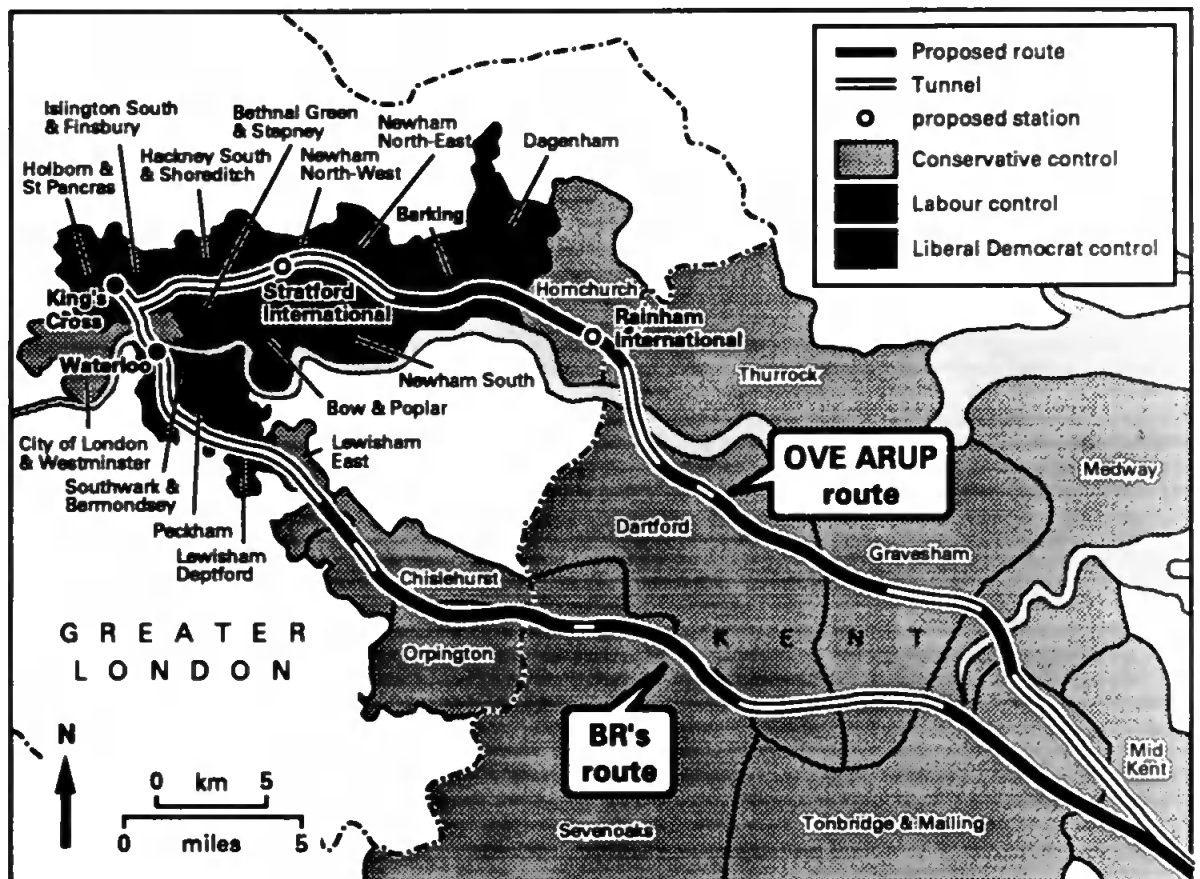 Proposed route
Tunnel
proposed station
Conservative control
Labour control
Liberal Democrat control
Islington South
& Finsbury
Bethnal Green
& Stepney
Newham
North-East
Dagenham
Holborn &
St Pancras
Hackney South
& Shoreditch
Newham
North-West
Barking
King's
Cross
Stratford
International
Hornchurch
Rainham
International
Waterloo
Newham South
Thurrock
Bow & Poplar
City of London
& Westminster
Lewisham
East
OVE ARUP
route
Medway
Southwark &
Bermondsey
Peckham
Dartford
Lewisham
Deptford
Gravesham
Chislehurst
GREATER
LONDON
Orpington
KENT
BR's
route
N
Mid
Kent
0 km 5
0 miles 5
Sevenoaks
Tonbridge & Malling